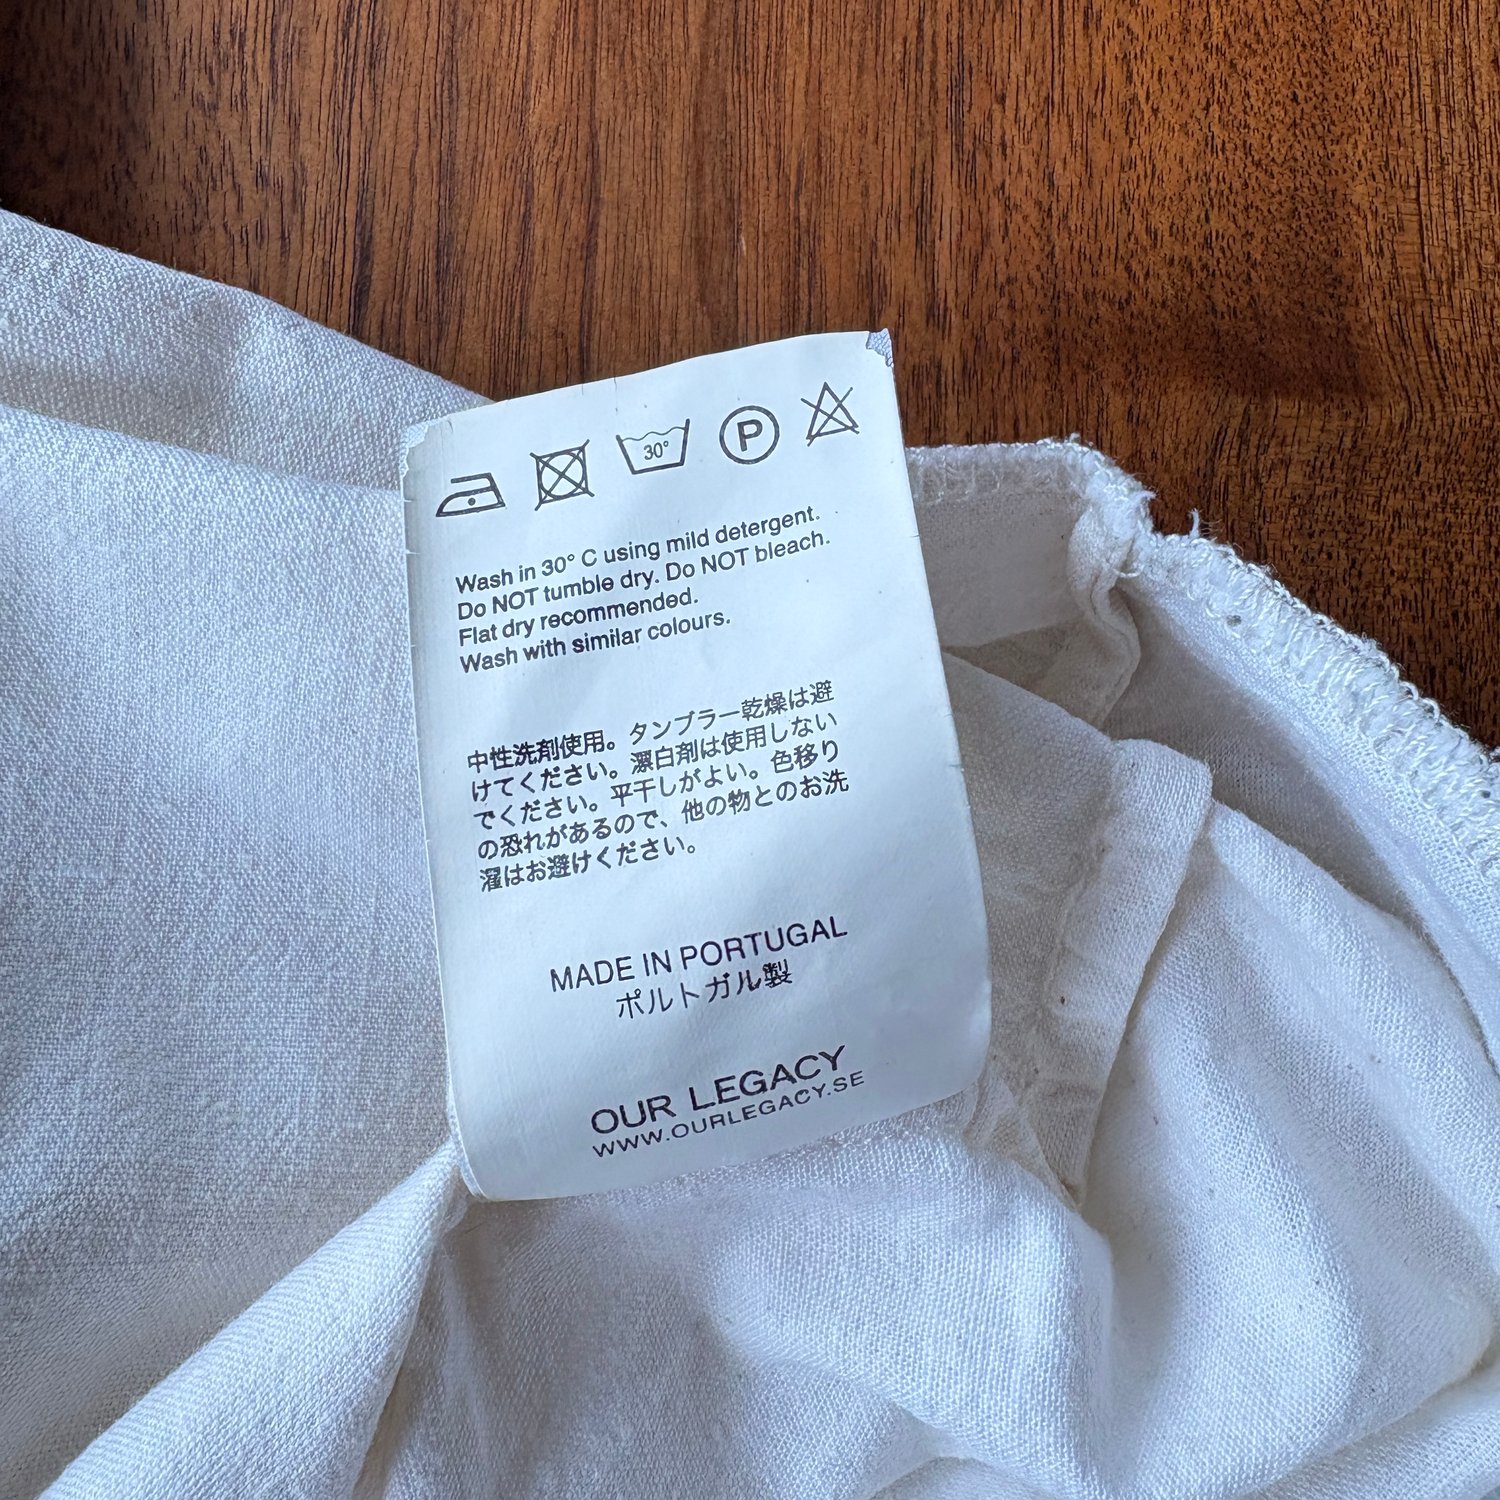 30°
P
Wash in 30° C using mild detergent.
Do NOT tumble dry. Do NOT bleach.
Flat dry recommended.
Wash with similar colours.
中性洗剤使用。タンブラー乾燥は避
けてください。漂白剤は使用しない
でください。平干しがよい。色移り
の恐れがあるので、他の物とのお洗
濯はお避けください。
MADE IN PORTUGAL
ポルトガル製
OUR LEGACY
WWW.OURLEGACY.SE